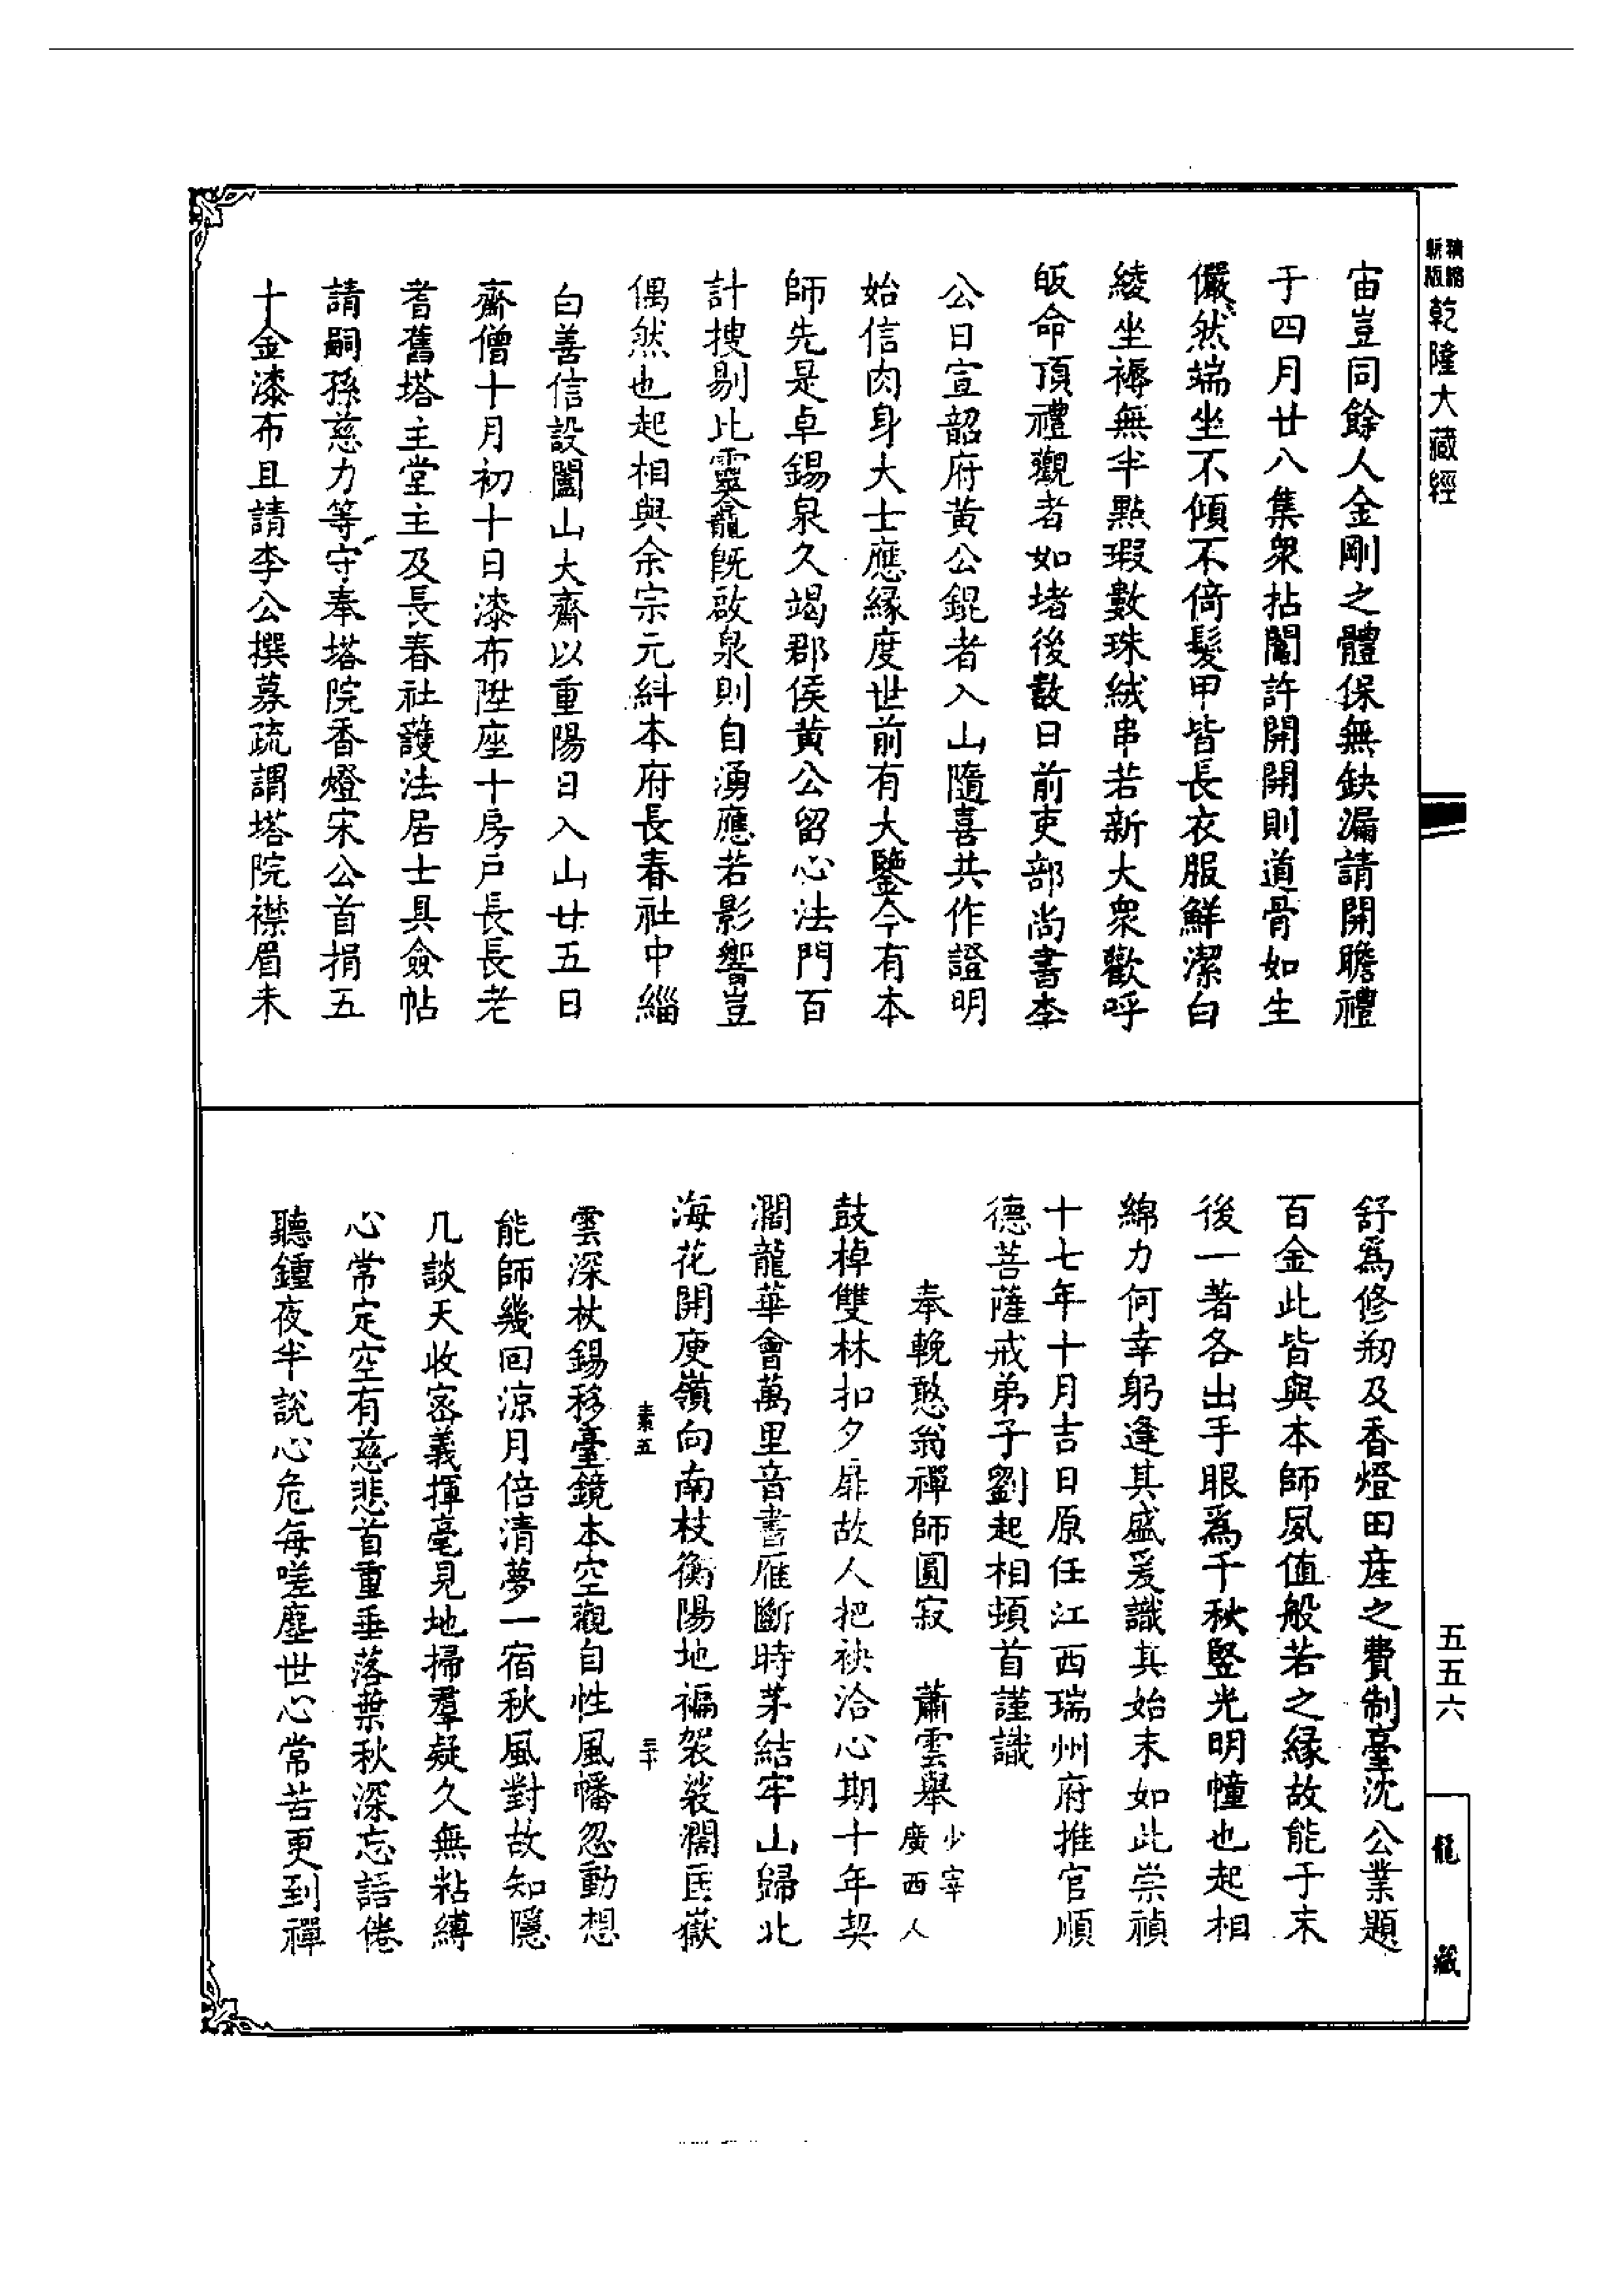 精縮新版乾隆大藏經
宙豈同餘人金剛之體保無缺漏請開瞻禮
于四月廿八集衆拈鬮許開開則道骨如生
儼然端坐不傾不倚髮甲皆長衣服鮮潔白
綾坐褥無半點瑕數珠絨串若新大衆歡呼
皈命頂禮觀者如堵後數日前吏部尚書李
公日宣韶府黃公錕者入山隨喜共作證明
始信肉身大士應緣度世前有大鑒今有本
師先是卓錫泉久竭郡侯黃公留心法門百
計搜剔比靈龕既啟泉則自湧應若影響豈
偶然也起相與余宗元糾本府長春社中緇
白善信設闔山大齋以重陽日入山廿五日
齋僧十月初十日漆布陞座十房戶長長老
耆舊塔主堂主及長春社護法居士具僉帖
請嗣孫慈力等守奉塔院香燈宋公首捐五
十金漆布且請李公撰募疏謂塔院襟眉未
舒爲修剏及香燈田産之費制臺沈公業題
百金此皆與本師夙值般若之緣故能于末
後一著各出手眼爲千秋竪光明幢也起相
綿力何幸躬逢其盛爰識其始末如此崇禎
十七年十月吉日原任江西瑞州府推官順
德菩薩戒弟子劉起相頓首謹識
奉輓憨翁禪師圓寂　蕭雲舉少宰廣西人
鼓棹雙林扣夕扉故人把袂洽心期十年契
濶龍華會萬里音書雁斷時茅結牢山歸北
海花開庾嶺向南枝衡陽地褊袈裟濶匡嶽
素五　三十
雲深杖錫移臺鏡本空觀自性風幡忽動想
能師幾回涼月倍清夢一宿秋風對故知隱
几談天收密義揮毫見地掃羣疑久無粘縛
心常定空有慈悲首重垂落葉秋深忘語倦
聽鍾夜半說心危每嗟塵世心常苦更到禪
五五六
龍藏